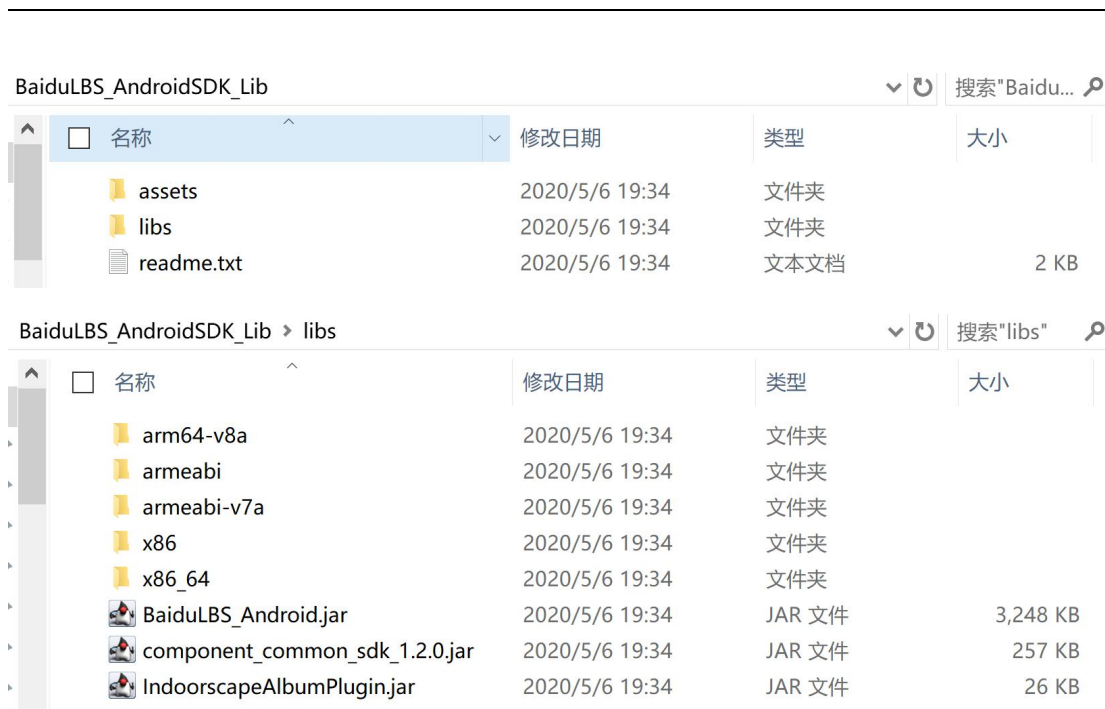 BaiduLBS_AndroidSDK_Lib 搜索"Baidu...
名称 修改日期 类型 大小
assets 2020/5/6 19:34 文件夹
libs 2020/5/6 19:34 文件夹
readme.txt 2020/5/6 19:34 文本文档 2 KB
BaiduLBS_AndroidSDK_Lib > libs 搜索"libs"
名称 修改日期 类型 大小
arm64-v8a 2020/5/6 19:34 文件夹
armeabi 2020/5/6 19:34 文件夹
armeabi-v7a 2020/5/6 19:34 文件夹
x86 2020/5/6 19:34 文件夹
x86_64 2020/5/6 19:34 文件夹
BaiduLBS_Android.jar 2020/5/6 19:34 JAR 文件 3,248 KB
component_common_sdk_1.2.0.jar 2020/5/6 19:34 JAR 文件 257 KB
IndoorscapeAlbumPlugin.jar 2020/5/6 19:34 JAR 文件 26 KB